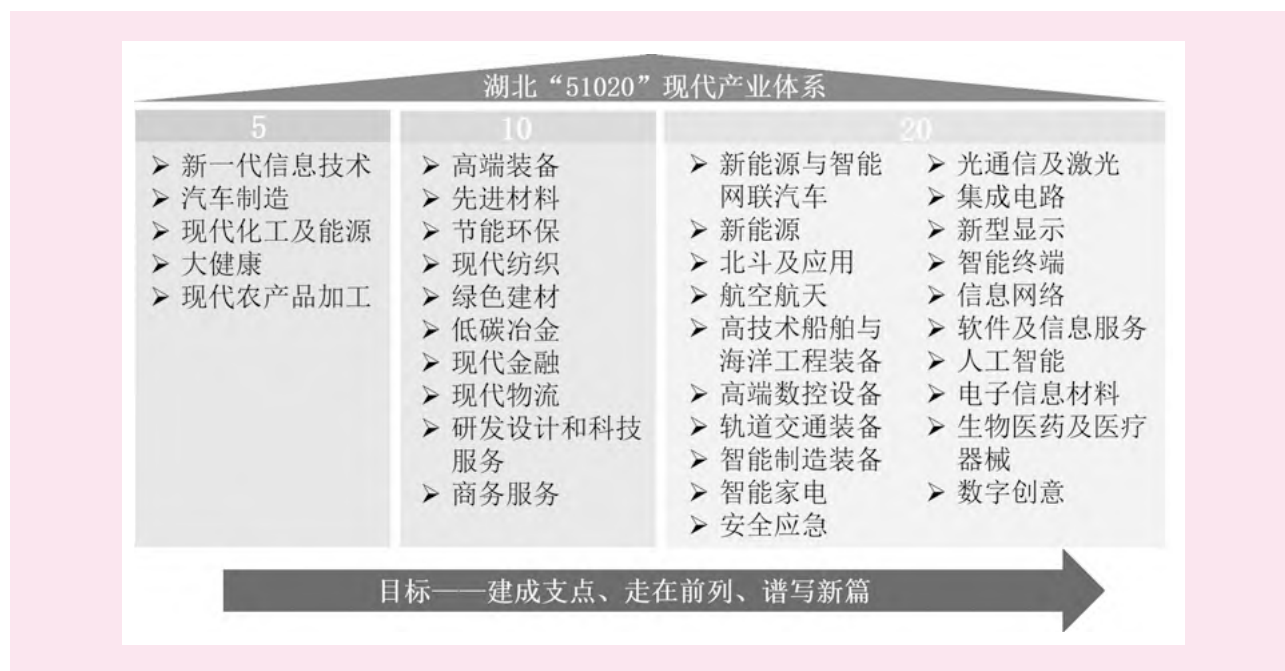 湖北“51020”现代产业体系
5
➢ 新一代信息技术
➢ 汽车制造
➢ 现代化工及能源
➢ 大健康
➢ 现代农产品加工
10
➢ 高端装备
➢ 先进材料
➢ 节能环保
➢ 现代纺织
➢ 绿色建材
➢ 低碳冶金
➢ 现代金融
➢ 现代物流
➢ 研发设计和科技
服务
➢ 商务服务
20
➢ 新能源与智能
网联汽车
➢ 新能源
➢ 北斗及应用
➢ 航空航天
➢ 高技术船舶与
海洋工程装备
➢ 高端数控设备
➢ 轨道交通装备
➢ 智能制造装备
➢ 智能家电
➢ 安全应急
➢ 光通信及激光
➢ 集成电路
➢ 新型显示
➢ 智能终端
➢ 信息网络
➢ 软件及信息服务
➢ 人工智能
➢ 电子信息材料
➢ 生物医药及医疗
器械
➢ 数字创意
目标——建成支点、走在前列、谱写新篇